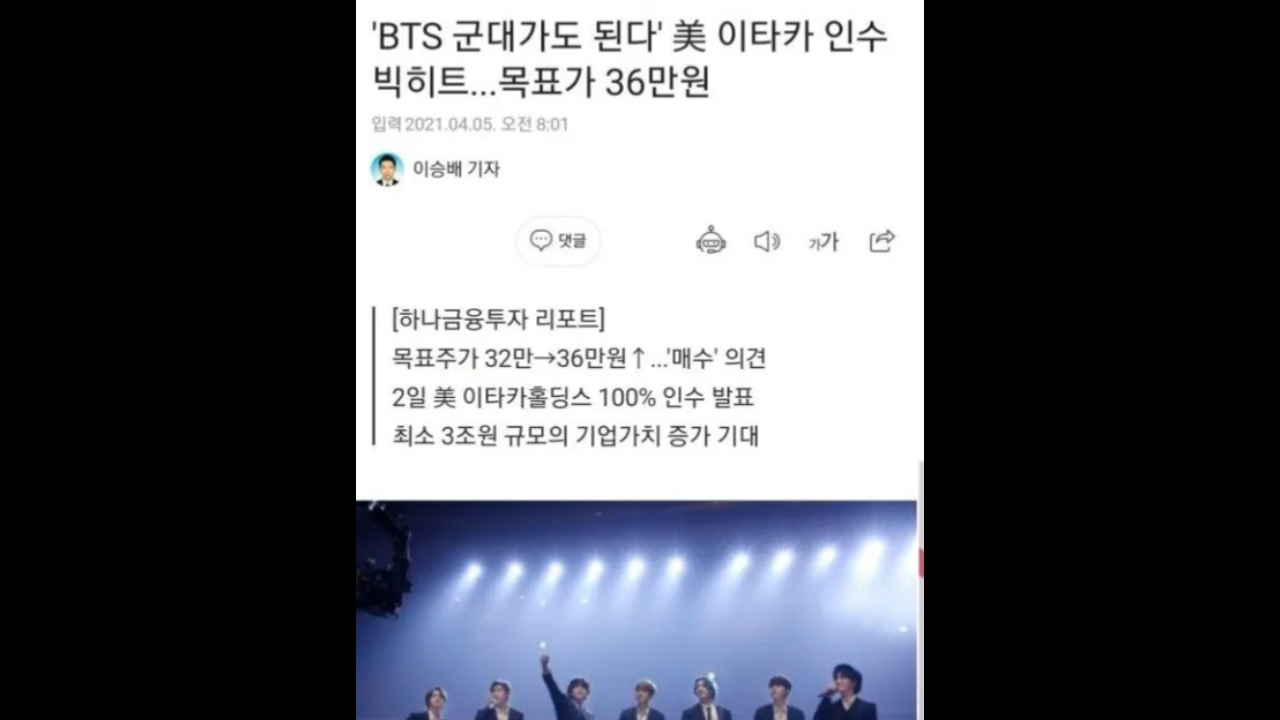 'BTS 군대가도 된다' 美 이타카 인수
빅히트...목표가 36만원
입력 2021.04.05. 오전 8:01
이승배 기자
댓글
가가
[하나금융투자 리포트]
목표주가 32만→36만원↑...'매수' 의견
2일 美 이타카홀딩스 100% 인수 발표
최소 3조원 규모의 기업가치 증가 기대